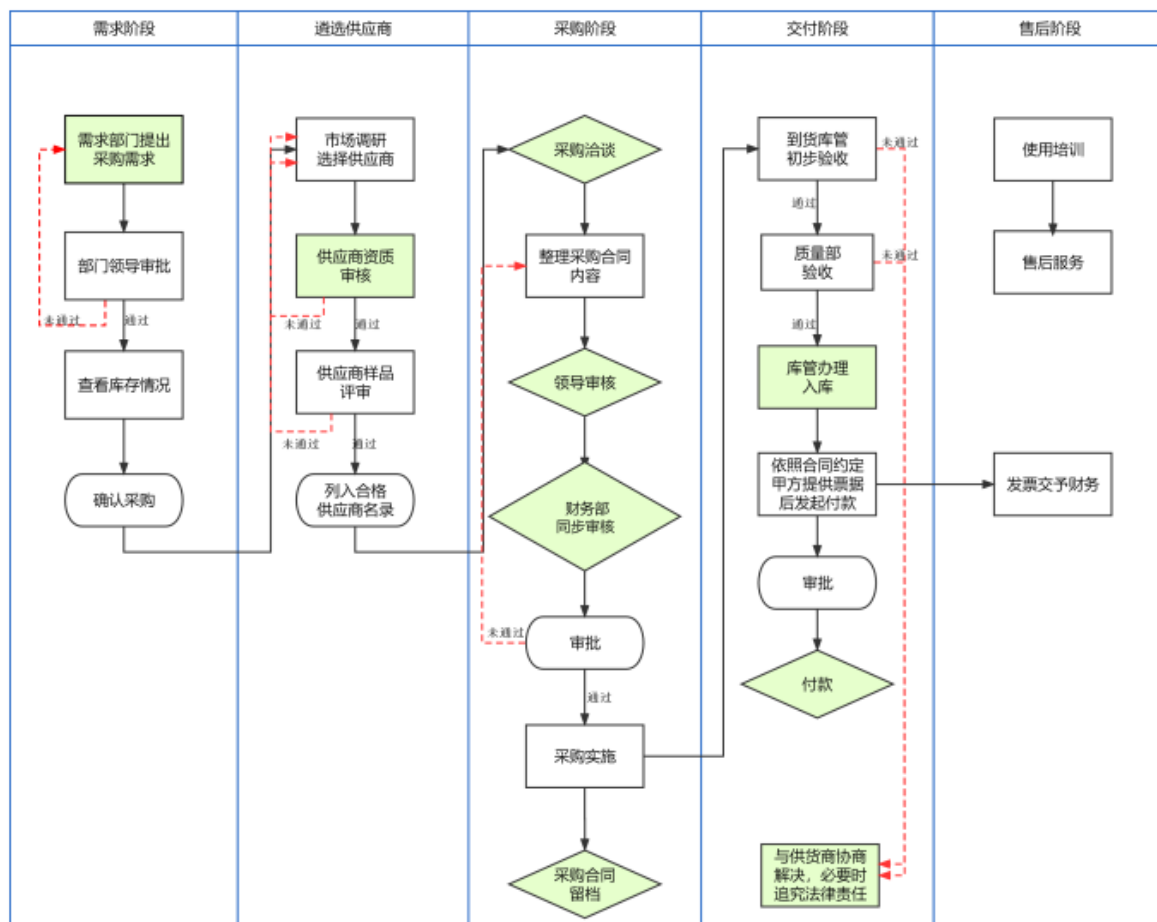 需求阶段
遴选供应商
采购阶段
交付阶段
售后阶段
需求部门提出
采购需求
部门领导审批
未通过
通过
查看库存情况
确认采购
市场调研
选择供应商
供应商资质
审核
未通过
通过
供应商样品
评审
未通过
通过
列入合格
供应商名录
采购洽谈
整理采购合同
内容
领导审核
财务部
同步审核
未通过
审批
通过
采购实施
采购合同
留档
到货库管
初步验收
未通过
通过
质量部
验收
未通过
通过
库管办理
入库
依照合同约定
甲方提供票据
后发起付款
审批
付款
与供货商协商
解决，必要时
追究法律责任
使用培训
售后服务
发票交予财务